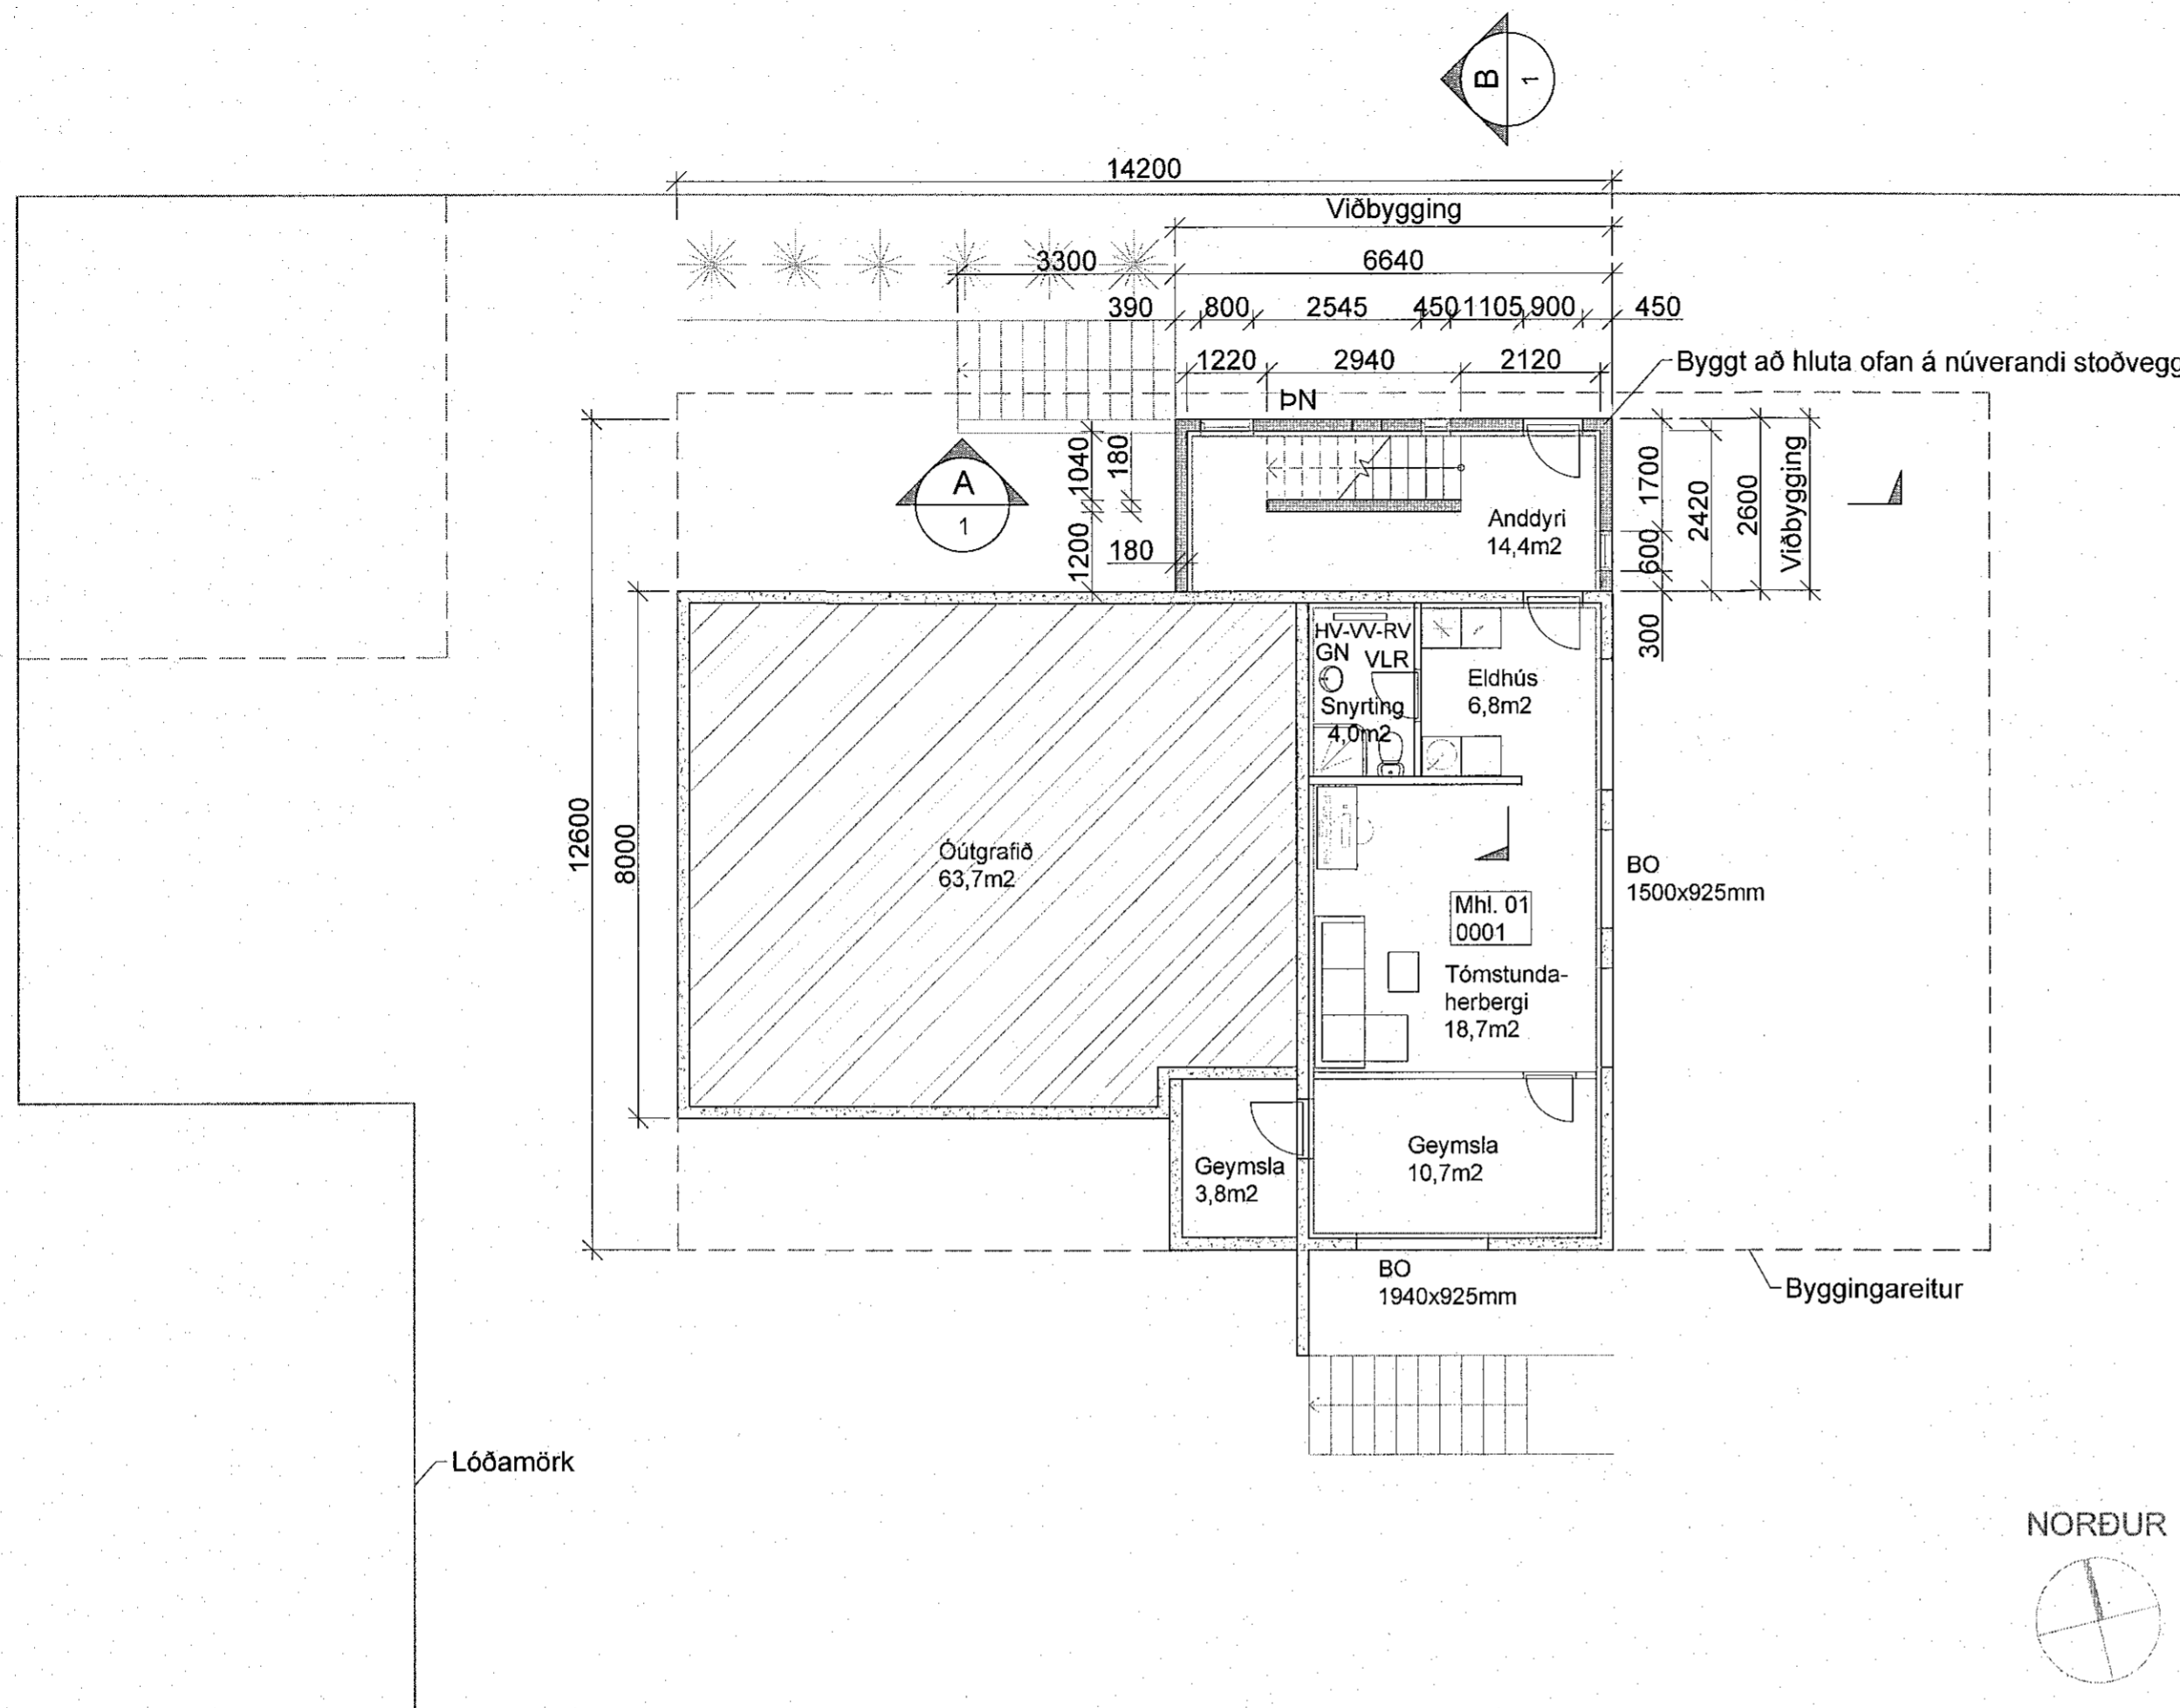 B
1
14200
Viðbygging
3300
6640
390
800
2545
450
1105
900
450
1220
2940
2120
Byggt að hluta ofan á núverandi stoðvegg
ÞN
1040
180
1200
180
A
1
Anddyri
14,4m2
1700
600
2420
2600
Viðbygging
300
12600
8000
HV-VV-RV
GN
VLR
Snyrting
4,0m2
Eldhús
6,8m2
Óútgrafið
63,7m2
BO
1500x925mm
Mhl. 01
0001
Tómstunda-
herbergi
18,7m2
Geymsla
3,8m2
Geymsla
10,7m2
BO
1940x925mm
Byggingareitur
Lóðamörk
NORÐUR